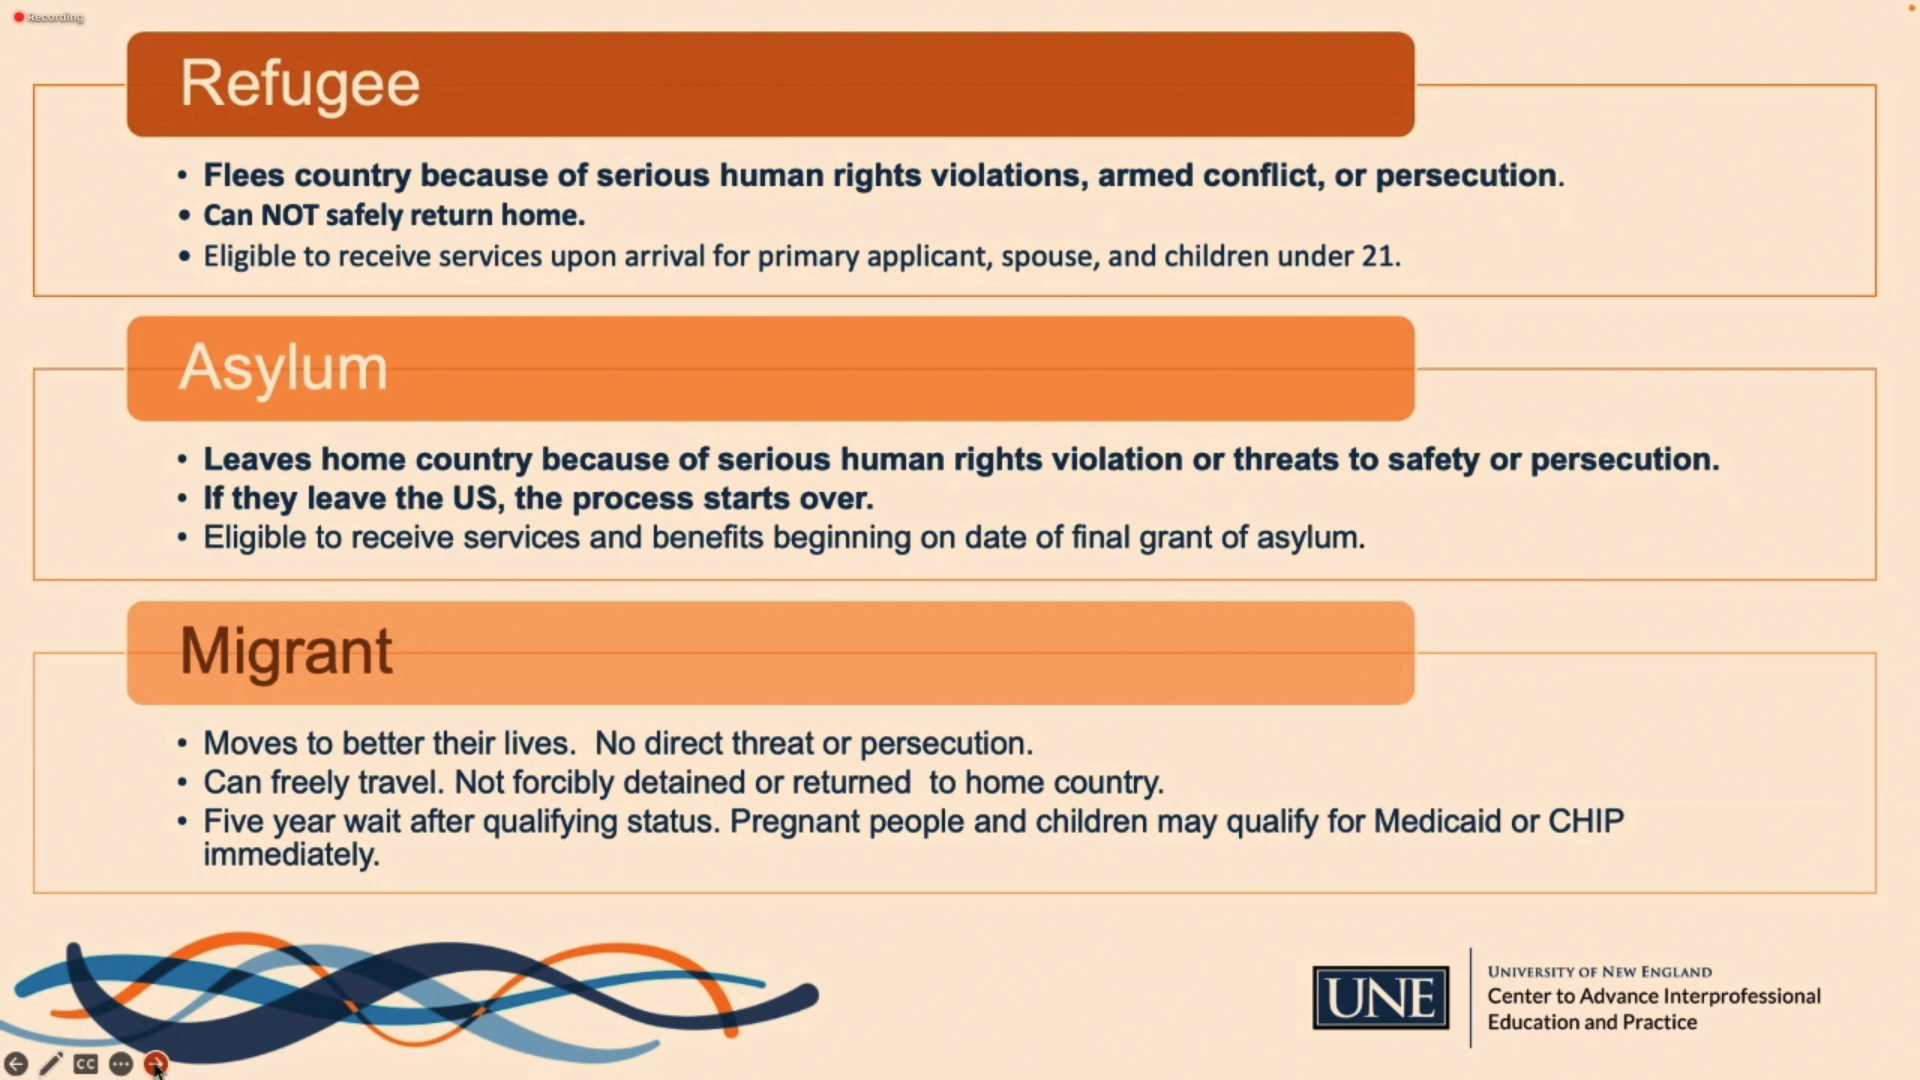 Recording
Refugee
• Flees country because of serious human rights violations, armed conflict, or persecution.
• Can NOT safely return home.
• Eligible to receive services upon arrival for primary applicant, spouse, and children under 21.
Asylum
• Leaves home country because of serious human rights violation or threats to safety or persecution.
• If they leave the US, the process starts over.
• Eligible to receive services and benefits beginning on date of final grant of asylum.
Migrant
• Moves to better their lives.  No direct threat or persecution.
• Can freely travel. Not forcibly detained or returned  to home country.
• Five year wait after qualifying status. Pregnant people and children may qualify for Medicaid or CHIP
immediately.
UNE
UNIVERSITY OF NEW ENGLAND
Center to Advance Interprofessional
Education and Practice
CC